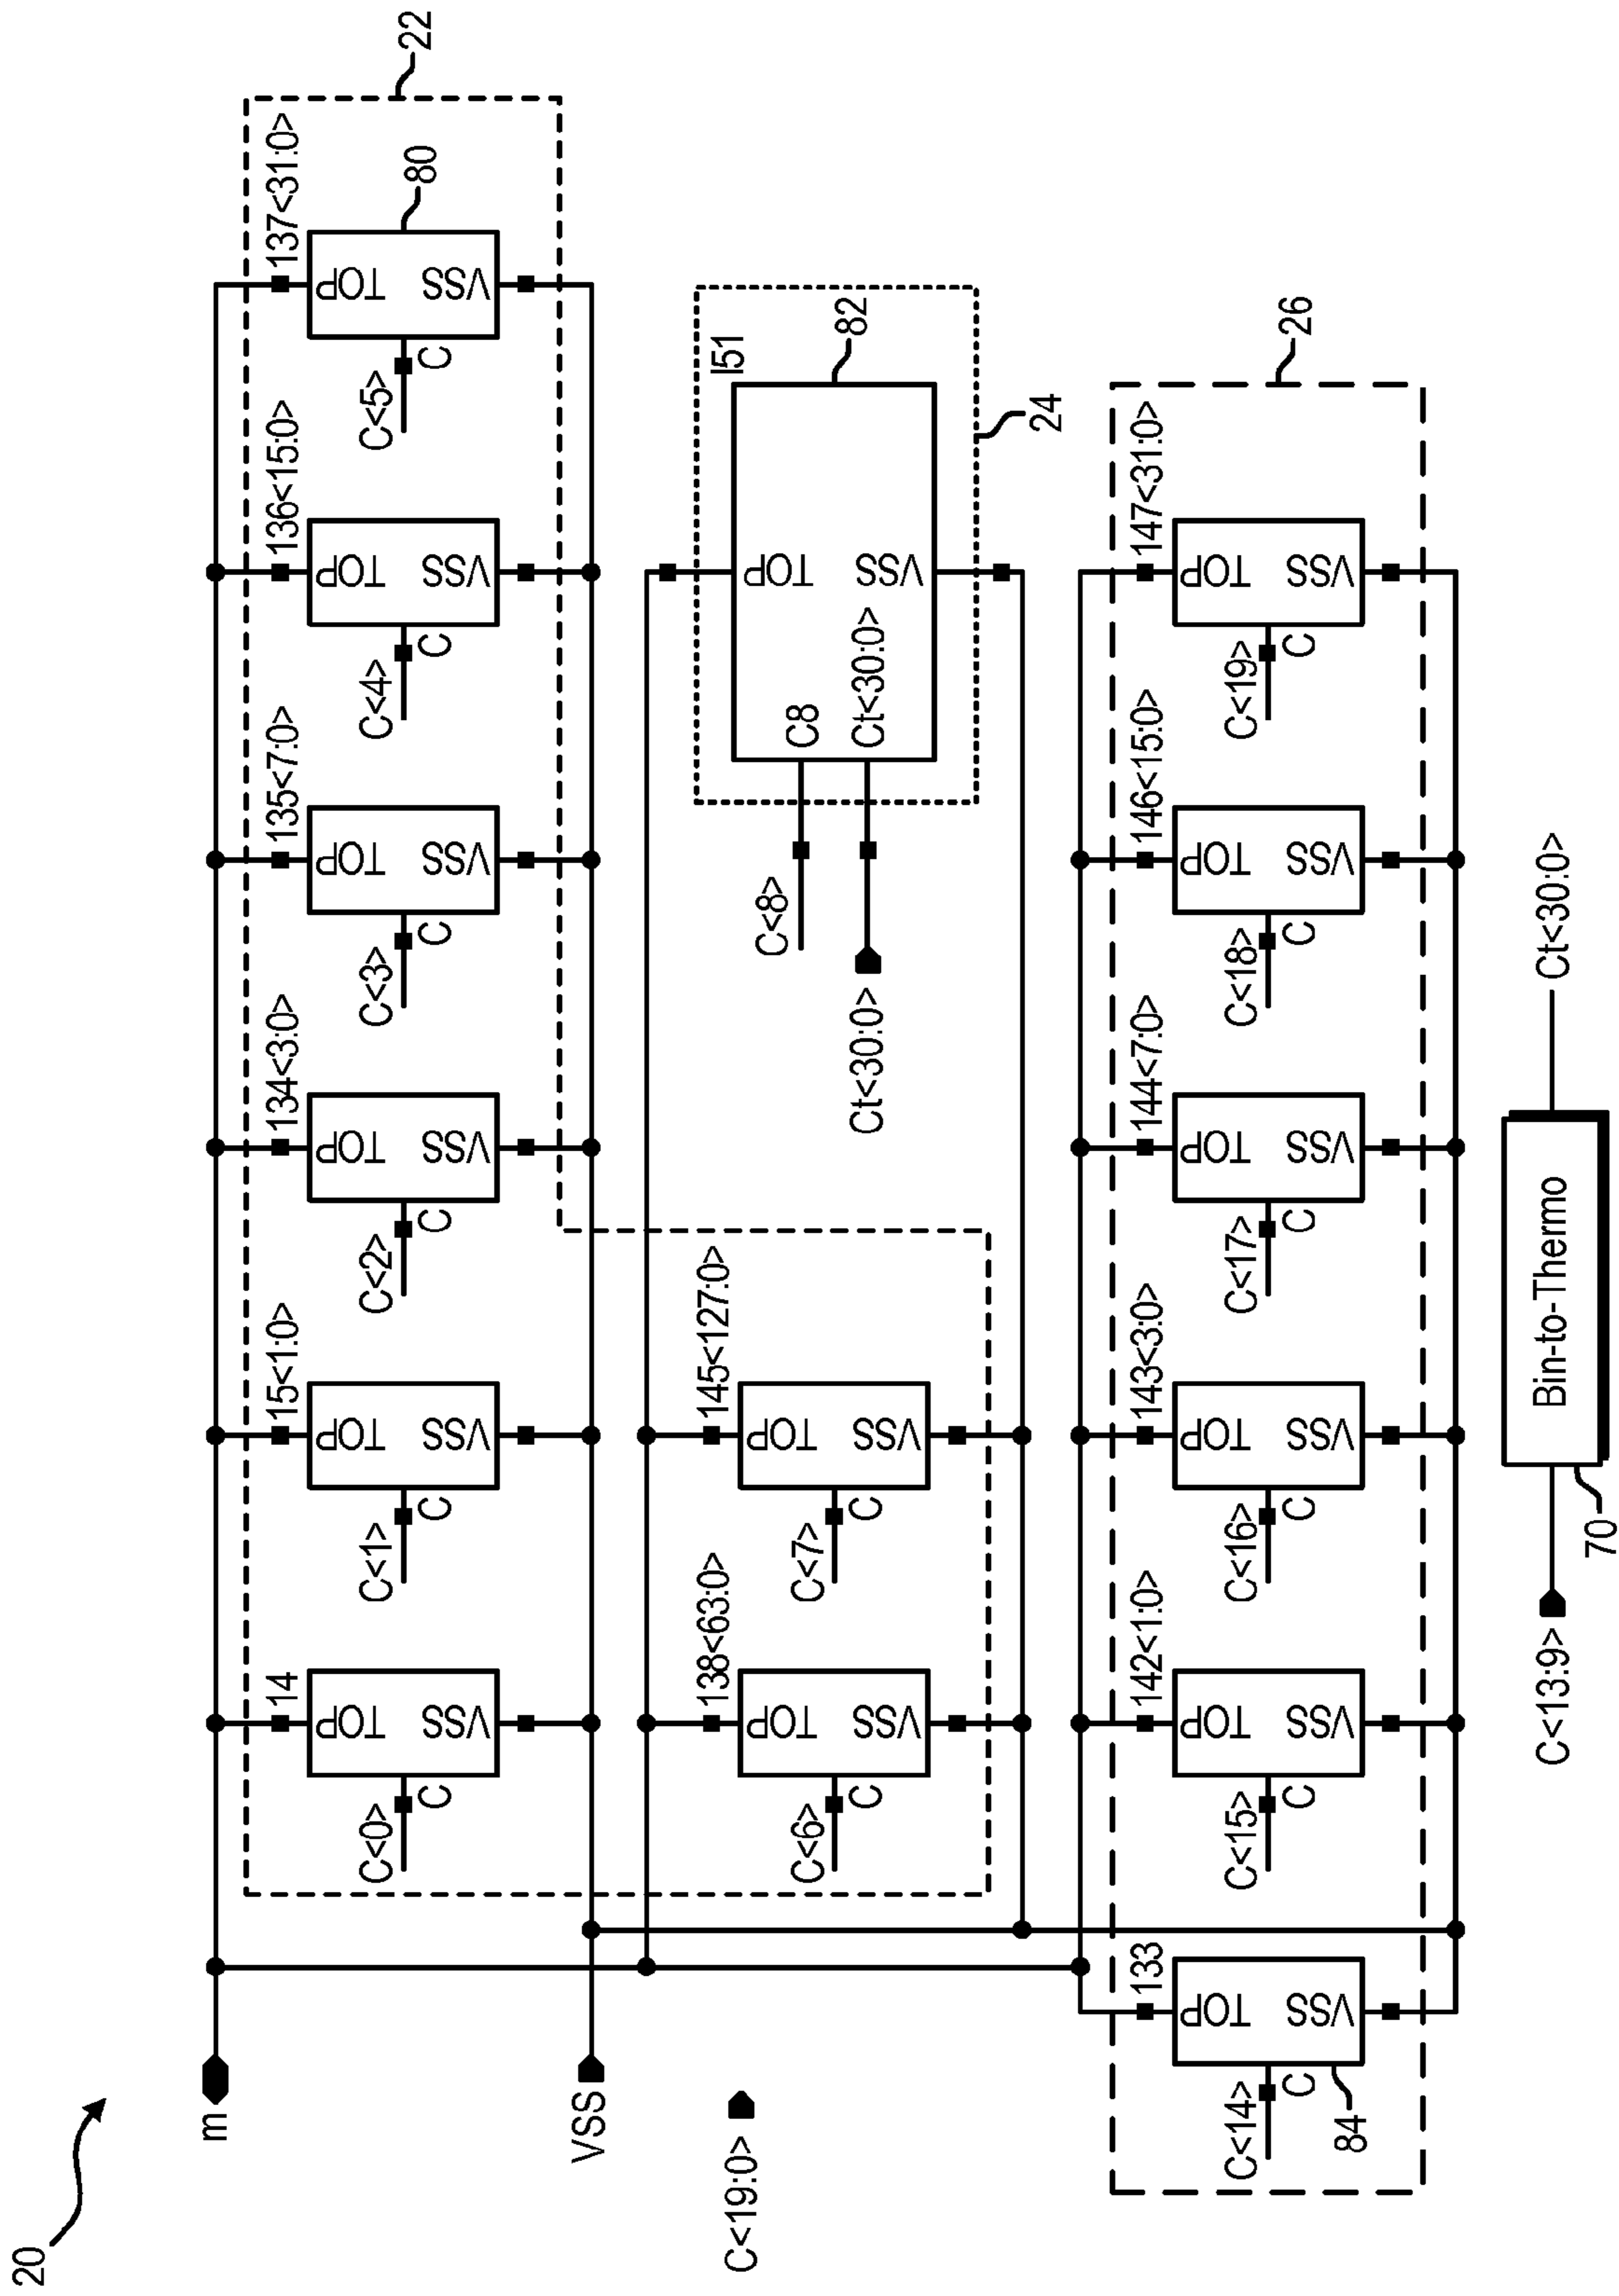 20
m
VSS
C<19:0>
22
14
TOP
VSS
C<0>
C
15<1:0>
TOP
VSS
C<1>
C
134<3:0>
TOP
VSS
C<2>
C
135<7:0>
TOP
VSS
C<3>
C
136<15:0>
TOP
VSS
C<4>
C
137<31:0>
TOP
VSS
C<5>
C
80
138<63:0>
TOP
VSS
C<6>
C
145<127:0>
TOP
VSS
C<7>
C
I51
TOP
VSS
C8
Ct<30:0>
C<8>
Ct<30:0>
82
24
26
133
TOP
VSS
C<14>
C
84
142<1:0>
TOP
VSS
C<15>
C
143<3:0>
TOP
VSS
C<16>
C
144<7:0>
TOP
VSS
C<17>
C
146<15:0>
TOP
VSS
C<18>
C
147<31:0>
TOP
VSS
C<19>
C
C<13:9>
Bin-to-Thermo
Ct<30:0>
70